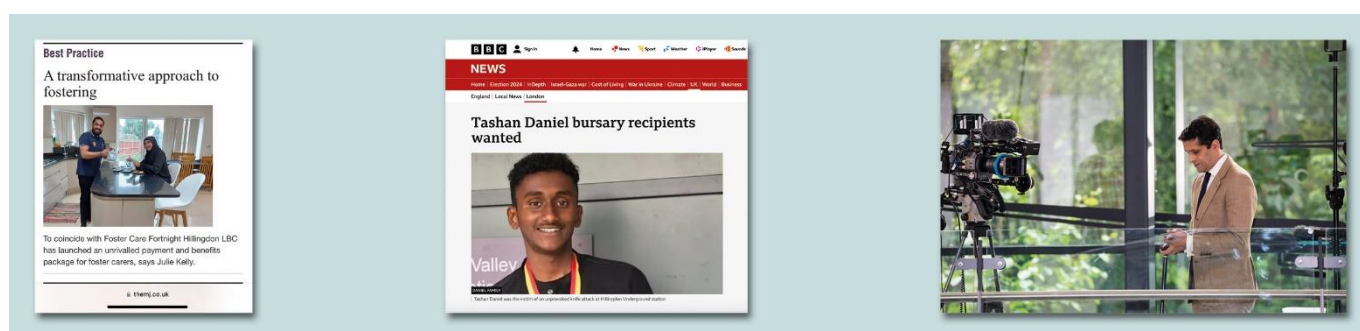 Best Practice
A transformative approach to
fostering
To coincide with Foster Care Fortnight Hillingdon LBC
has launched an unrivalled payment and benefits
package for foster carers, says Julie Kelly.
themj.co.uk
BBC Sign in Home News Sport Weather iPlayer Sounds
NEWS
Home Election 2024 InDepth Israel-Gaza war Cost of Living War in Ukraine Climate UK World Business
England Local News London
Tashan Daniel bursary recipients
wanted
Valley
DANIEL FAMILY
Tashan Daniel was the victim of an unprovoked knife attack at Hillingdon Underground station